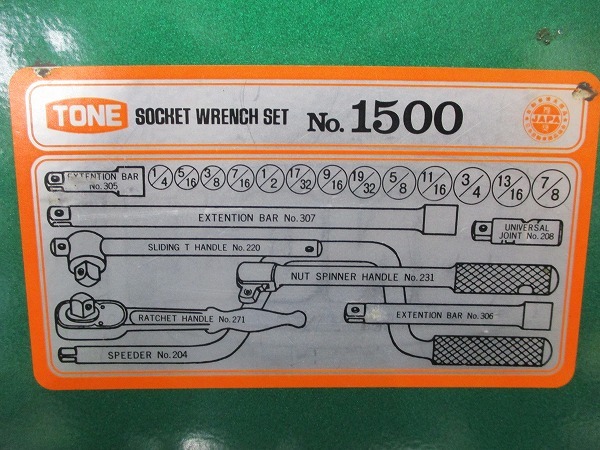 TONE SOCKET WRENCH SET No. 1500
JAPAN
EXTENTION BAR No. 305
1/4 5/16 3/8 7/16 1/2 17/32 9/16 19/32 5/8 11/16 3/4 13/16 7/8
EXTENTION BAR No. 307
UNIVERSAL JOINT No. 208
SLIDING T HANDLE No. 220
NUT SPINNER HANDLE No. 231
RATCHET HANDLE No. 271
EXTENTION BAR No. 306
SPEEDER No. 204